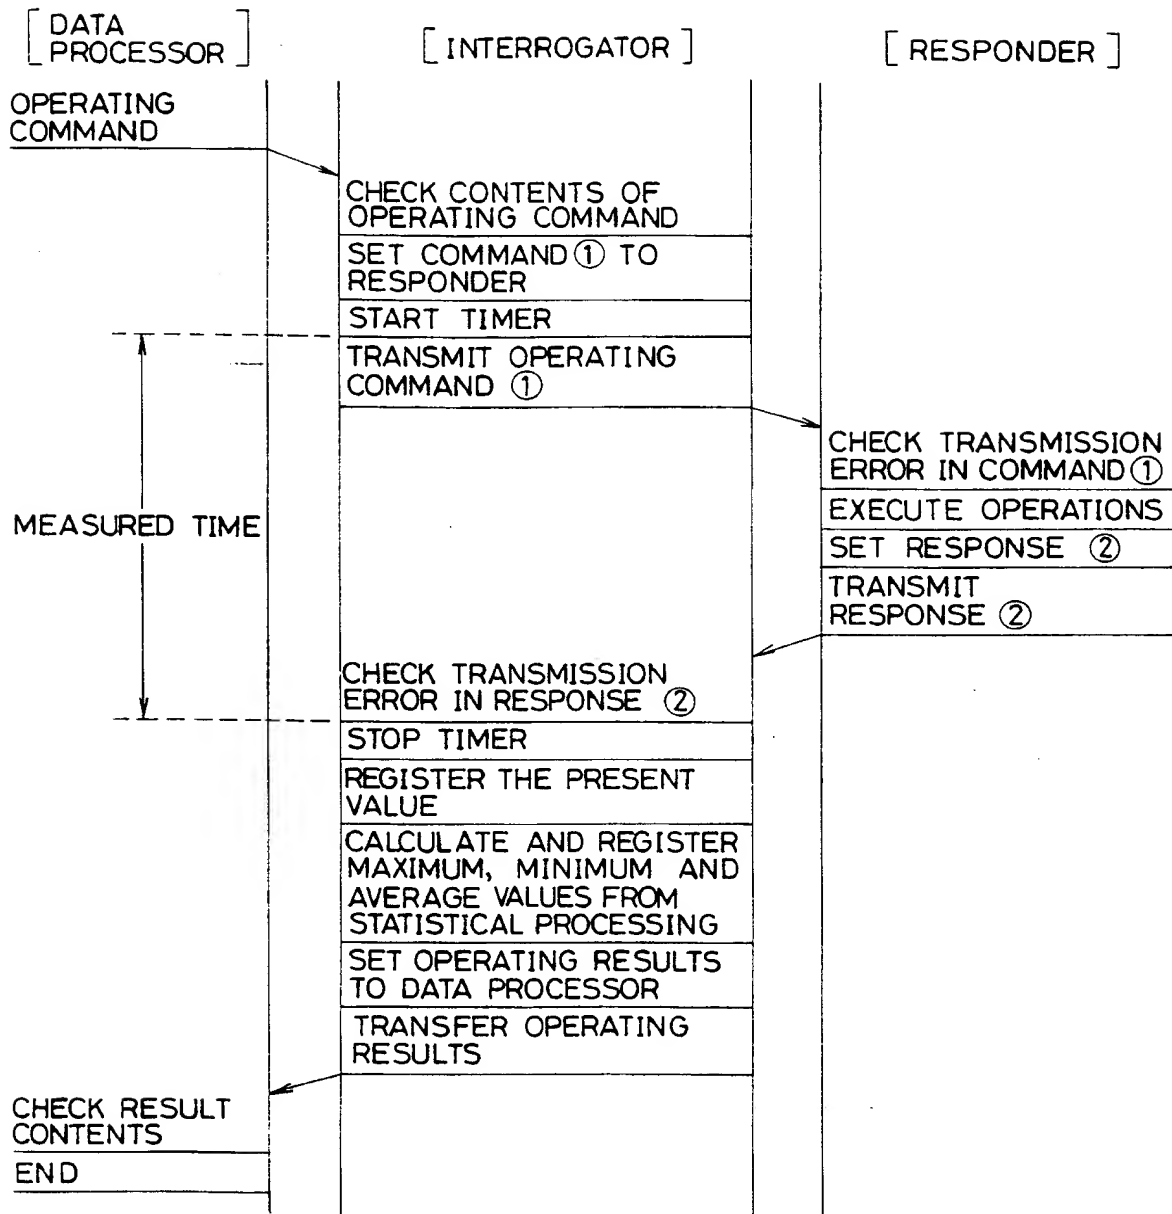 [DATA
PROCESSOR]
[INTERROGATOR]
[RESPONDER]
OPERATING
COMMAND
CHECK CONTENTS OF
OPERATING COMMAND
SET COMMAND ① TO
RESPONDER
START TIMER
TRANSMIT OPERATING
COMMAND ①
CHECK TRANSMISSION
ERROR IN COMMAND ①
EXECUTE OPERATIONS
MEASURED TIME
SET RESPONSE ②
TRANSMIT
RESPONSE ②
CHECK TRANSMISSION
ERROR IN RESPONSE ②
STOP TIMER
REGISTER THE PRESENT
VALUE
CALCULATE AND REGISTER
MAXIMUM, MINIMUM AND
AVERAGE VALUES FROM
STATISTICAL PROCESSING
SET OPERATING RESULTS
TO DATA PROCESSOR
TRANSFER OPERATING
RESULTS
CHECK RESULT
CONTENTS
END